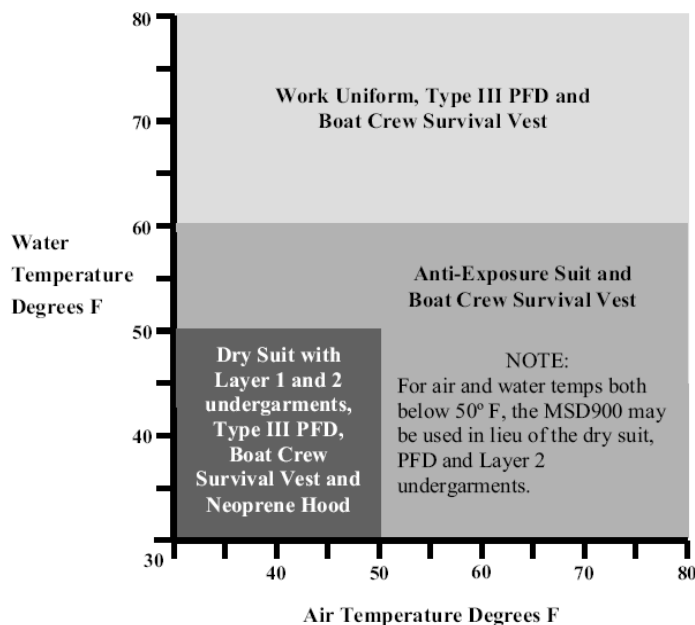 80
Work Uniform, Type III PFD and
Boat Crew Survival Vest
70
60
Water
Temperature
Degrees F
Anti-Exposure Suit and
Boat Crew Survival Vest
50
Dry Suit with
Layer 1 and 2
undergarments,
Type III PFD,
Boat Crew
Survival Vest and
Neoprene Hood
NOTE:
For air and water temps both
below 50º F, the MSD900 may
be used in lieu of the dry suit,
PFD and Layer 2
undergarments.
40
30
40
50
60
70
80
Air Temperature Degrees F